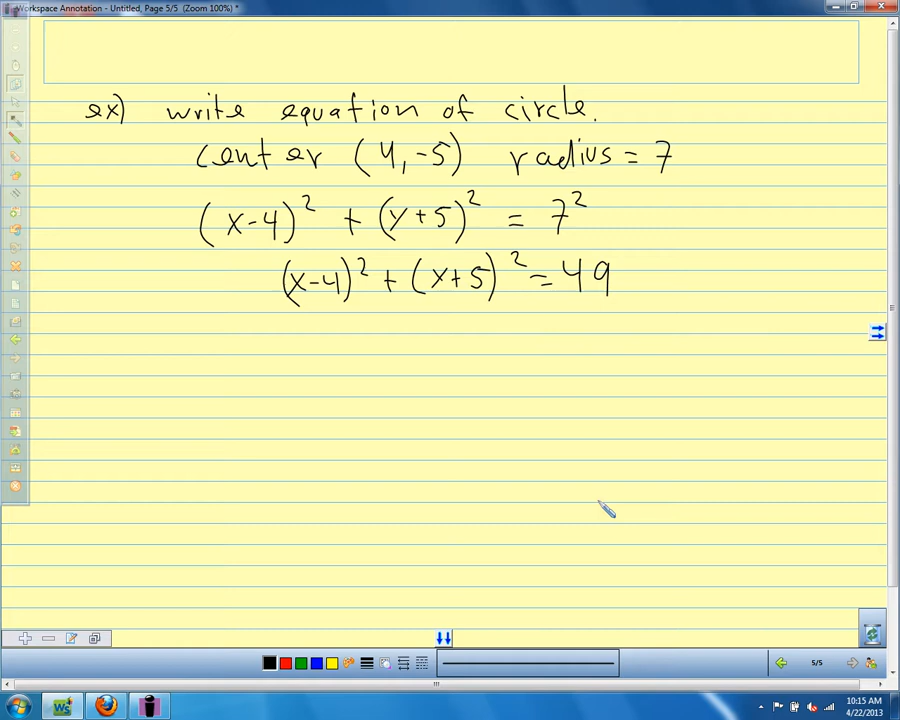 Workspace Annotation - Untitled, Page 5/5 (Zoom 100%) *
ex) write equation of circle.
center (4,-5) radius = 7
(x-4)² + (y+5)² = 7²
(x-4)² + (y+5)² = 49
5/5
10:15 AM
4/22/2013